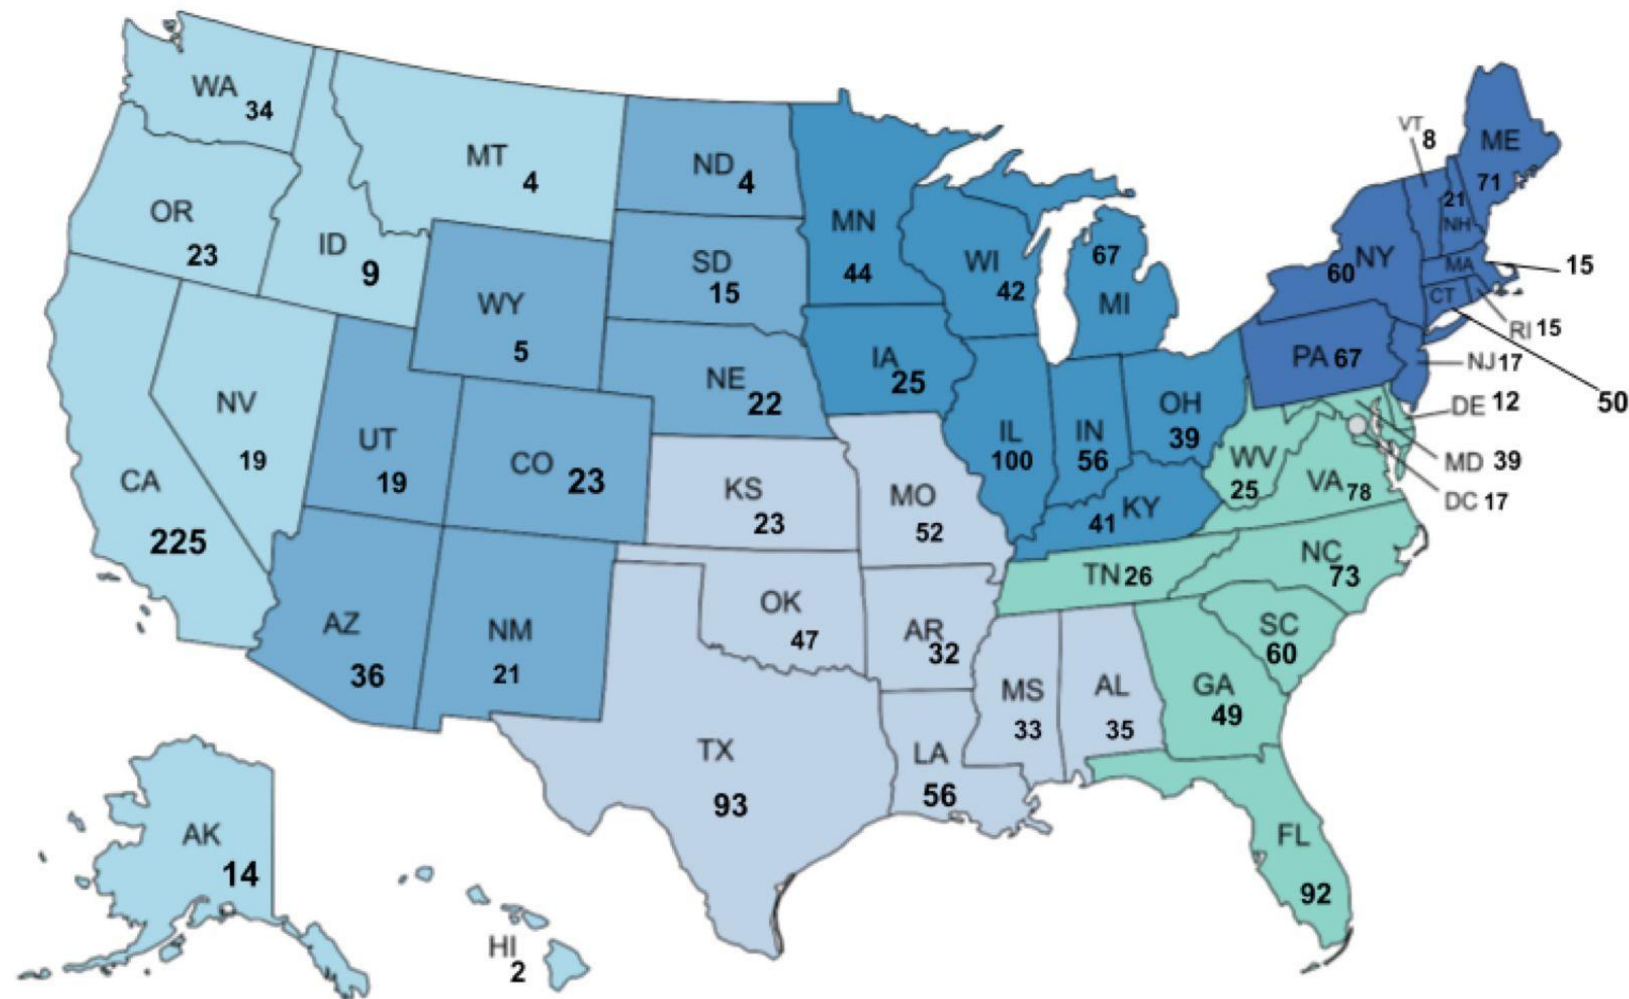 WA
34
MT
4
ND 4
VT 8
ME
71
OR
23
ID
9
MN
44
WI
42
67
MI
21
NH
60 NY
MA
15
SD
15
WY
5
CT
RI 15
IA
25
PA 67
NJ 17
50
NE
22
NV
19
UT
19
CO 23
OH
39
DE 12
IL
100
IN
56
WV
25
VA 78
MD 39
DC 17
CA
225
KS
23
MO
52
41 KY
TN 26
NC
73
AZ
36
NM
21
OK
47
AR
32
SC
60
MS
33
AL
35
GA
49
TX
93
LA
56
FL
92
AK
14
HI
2